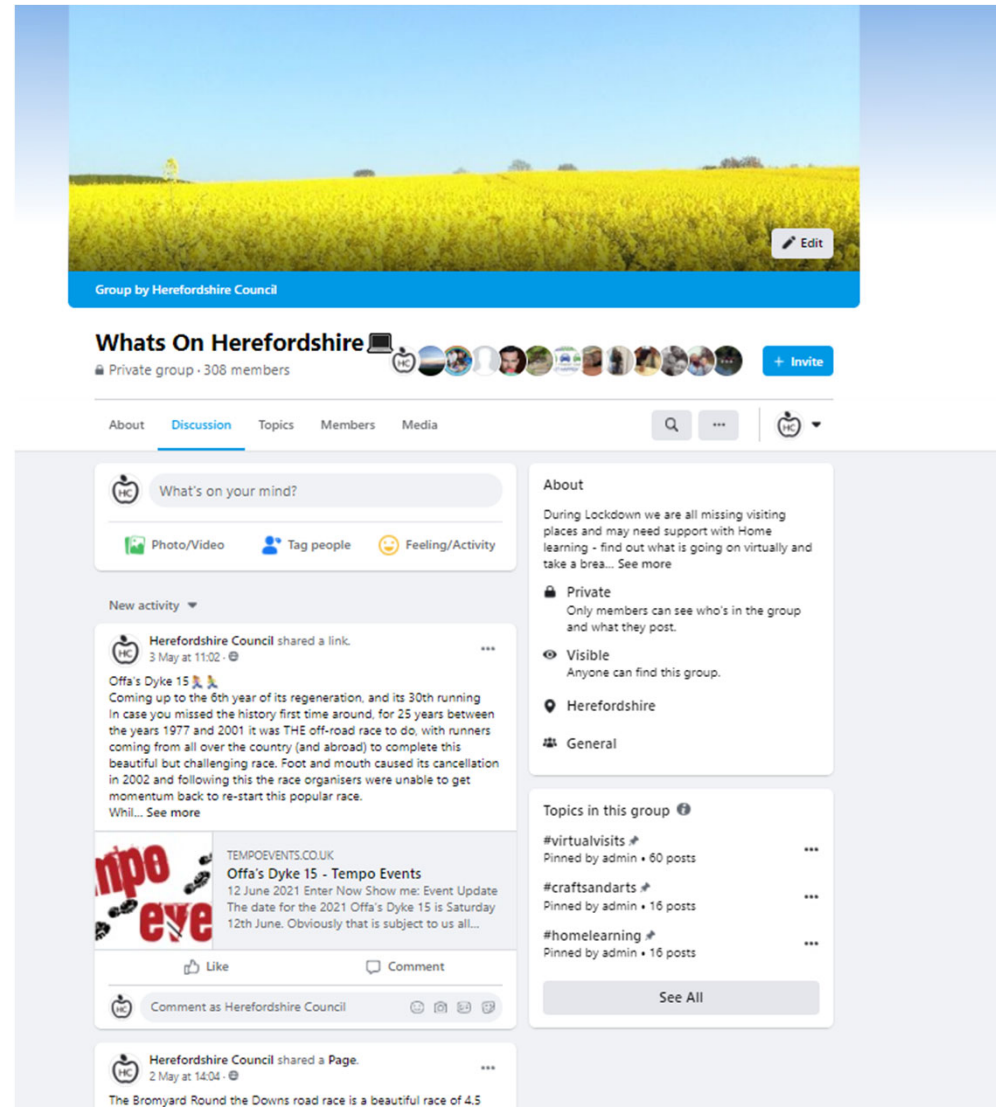 Edit
Group by Herefordshire Council
Whats On Herefordshire
Private group · 308 members
+ Invite
About Discussion Topics Members Media
HC
What's on your mind?
Photo/Video Tag people Feeling/Activity
New activity
Herefordshire Council shared a link.
3 May at 11:02 ·
Offa's Dyke 15
Coming up to the 6th year of its regeneration, and its 30th running
In case you missed the history first time around, for 25 years between
the years 1977 and 2001 it was THE off-road race to do, with runners
coming from all over the country (and abroad) to complete this
beautiful but challenging race. Foot and mouth caused its cancellation
in 2002 and following this the race organisers were unable to get
momentum back to re-start this popular race.
Whil... See more
mpo
eve
TEMPOEVENTS.CO.UK
Offa's Dyke 15 - Tempo Events
12 June 2021 Enter Now Show me: Event Update
The date for the 2021 Offa's Dyke 15 is Saturday
12th June. Obviously that is subject to us all...
Like Comment
Comment as Herefordshire Council
Herefordshire Council shared a Page.
2 May at 14:04 ·
The Bromyard Round the Downs road race is a beautiful race of 4.5
About
During Lockdown we are all missing visiting
places and may need support with Home
learning - find out what is going on virtually and
take a brea... See more
Private
Only members can see who's in the group
and what they post.
Visible
Anyone can find this group.
Herefordshire
General
Topics in this group
#virtualvisits
Pinned by admin • 60 posts
#craftsandarts
Pinned by admin • 16 posts
#homelearning
Pinned by admin • 16 posts
See All